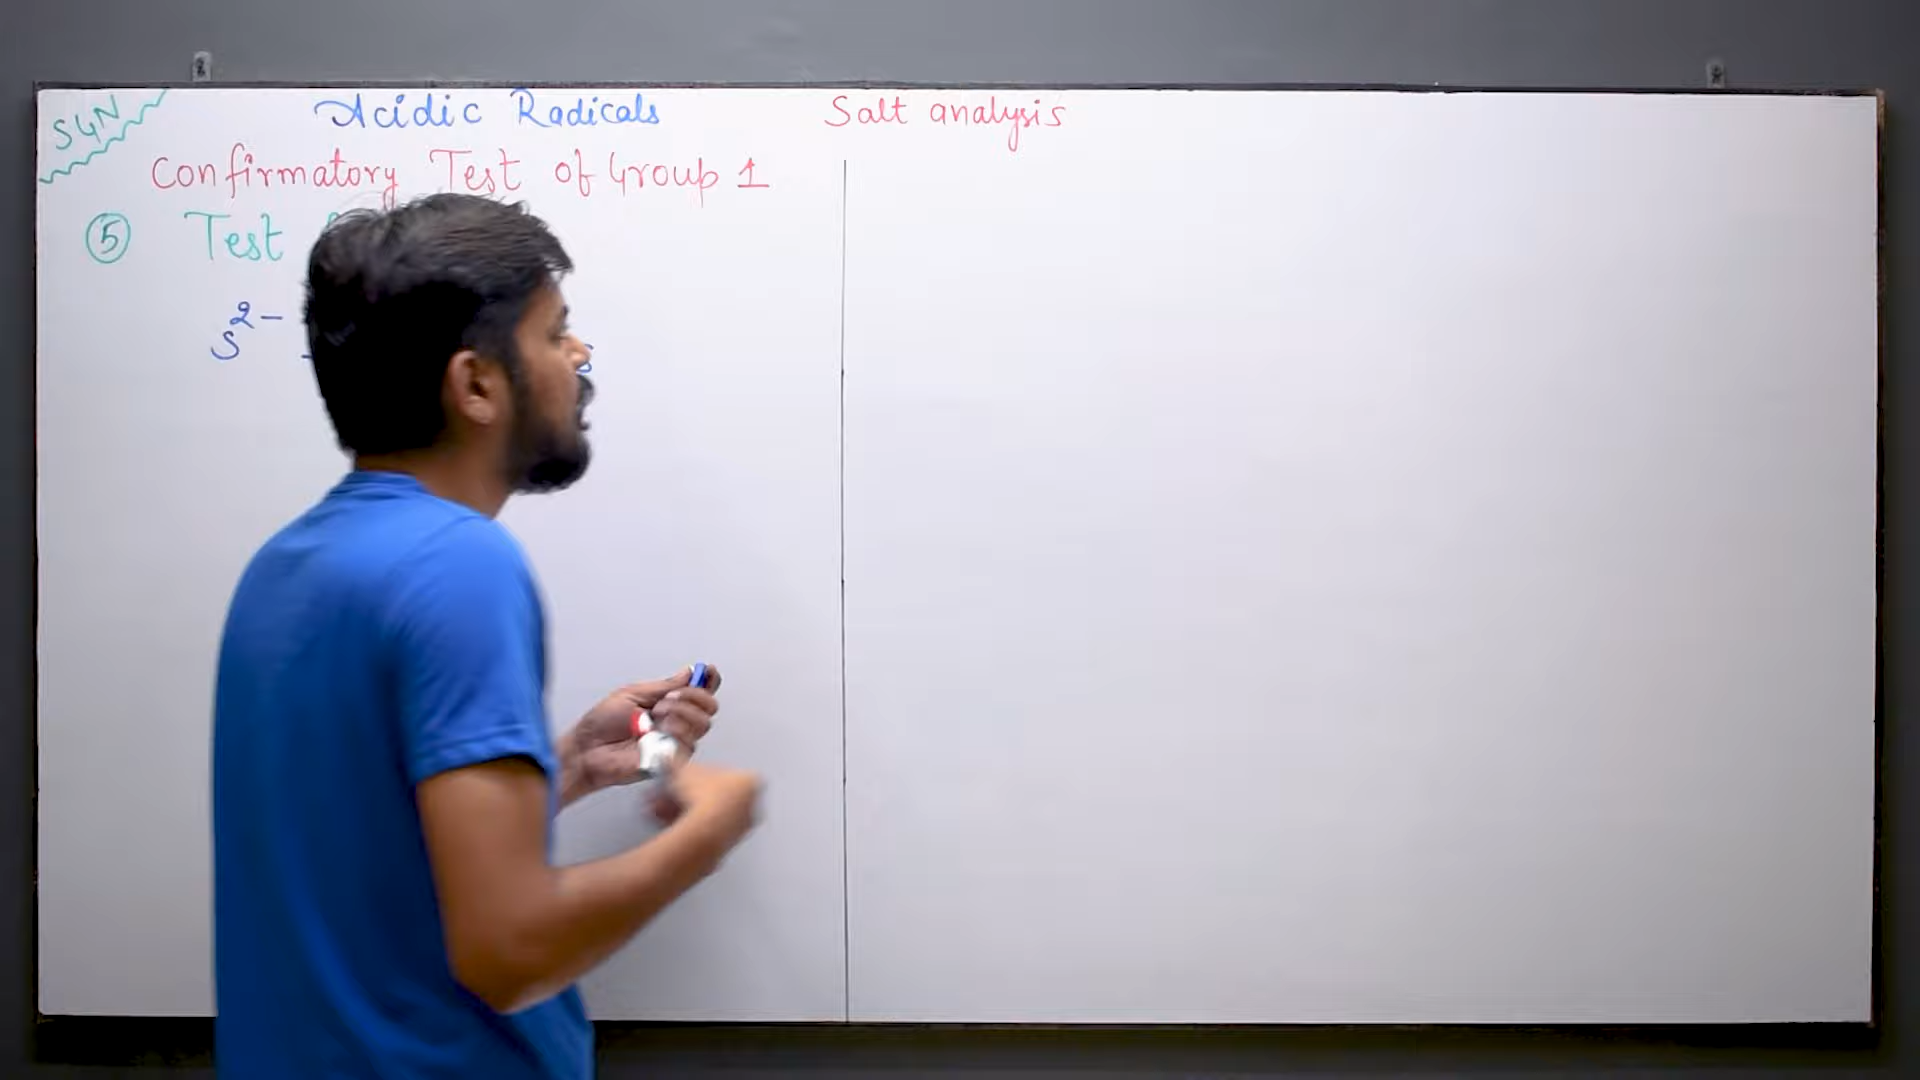 SGN
Acidic Radicals Salt analysis
Confirmatory Test of Group 1
5 Test
S2-